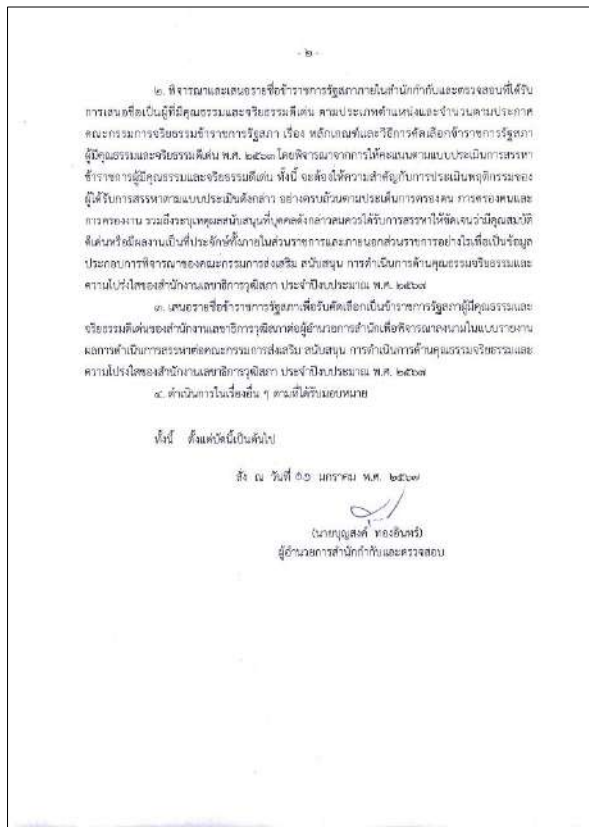 - ๒ -
๒. พิจารณาและเสนอรายชื่อข้าราชการรัฐสภาภายในสำนักกำกับและตรวจสอบที่ได้รับ
การเสนอชื่อเป็นผู้ที่มีคุณธรรมและจริยธรรมดีเด่น ตามประเภทตำแหน่งและจำนวนตามประกาศ
คณะกรรมการจริยธรรมข้าราชการรัฐสภา เรื่อง หลักเกณฑ์และวิธีการคัดเลือกข้าราชการรัฐสภา
ผู้มีคุณธรรมและจริยธรรมดีเด่น พ.ศ. ๒๕๖๓ โดยพิจารณาจากการให้คะแนนตามแบบประเมินการสรรหา
ข้าราชการผู้มีคุณธรรมและจริยธรรมดีเด่น ทั้งนี้ จะต้องให้ความสำคัญกับการประเมินพฤติกรรมของ
ผู้ได้รับการสรรหาตามแบบประเมินดังกล่าว อย่างครบถ้วนตามประเด็นการครองตน การครองคนและ
การครองงาน รวมถึงระบุเหตุผลสนับสนุนที่บุคคลดังกล่าวสมควรได้รับการสรรหาให้ชัดเจนว่ามีคุณสมบัติ
ดีเด่นหรือมีผลงานเป็นที่ประจักษ์ทั้งภายในส่วนราชการและภายนอกส่วนราชการอย่างไรเพื่อเป็นข้อมูล
ประกอบการพิจารณาของคณะกรรมการส่งเสริม สนับสนุน การดำเนินการด้านคุณธรรมจริยธรรมและ
ความโปร่งใสของสำนักงานเลขาธิการวุฒิสภา ประจำปีงบประมาณ พ.ศ. ๒๕๖๗
๓. เสนอรายชื่อข้าราชการรัฐสภาเพื่อรับคัดเลือกเป็นข้าราชการรัฐสภาผู้มีคุณธรรมและ
จริยธรรมดีเด่นของสำนักงานเลขาธิการวุฒิสภาต่อผู้อำนวยการสำนักเพื่อพิจารณาลงนามในแบบรายงาน
ผลการดำเนินการสรรหาต่อคณะกรรมการส่งเสริม สนับสนุน การดำเนินการด้านคุณธรรมจริยธรรมและ
ความโปร่งใสของสำนักงานเลขาธิการวุฒิสภา ประจำปีงบประมาณ พ.ศ. ๒๕๖๗
๔. ดำเนินการในเรื่องอื่น ๆ ตามที่ได้รับมอบหมาย
ทั้งนี้ ตั้งแต่บัดนี้เป็นต้นไป
สั่ง ณ วันที่ ๑๑ มกราคม พ.ศ. ๒๕๖๗
(นายบุญสงค์ ทองอินทร์)
ผู้อำนวยการสำนักกำกับและตรวจสอบ